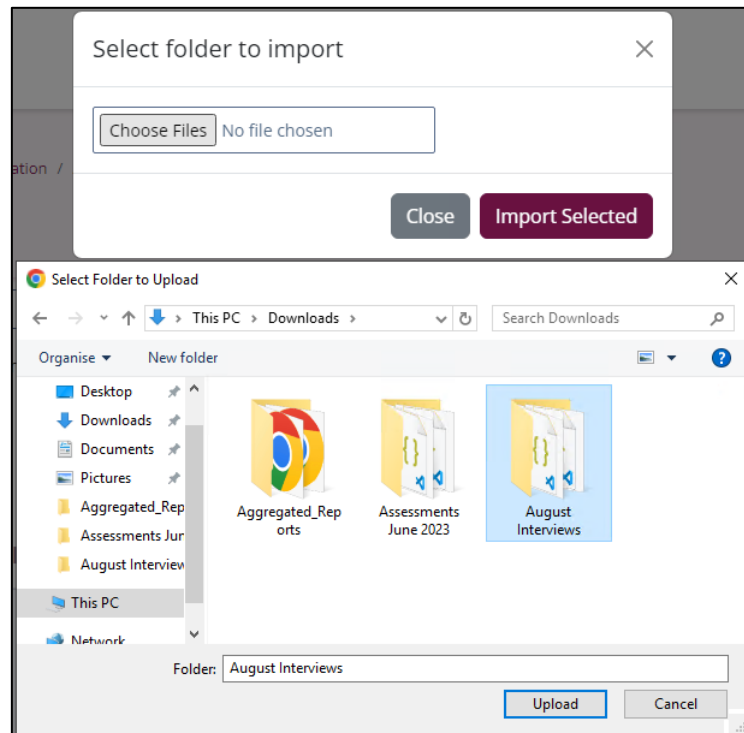 Select folder to import
Choose Files No file chosen
ation /
Close Import Selected
Select Folder to Upload
This PC > Downloads >
Search Downloads
Organise
New folder
Desktop
Downloads
Documents
Pictures
Aggregated_Rep
Assessments Jun
August Interview
This PC
Network
Aggregated_Rep
orts
Assessments
June 2023
August
Interviews
Folder: August Interviews
Upload Cancel